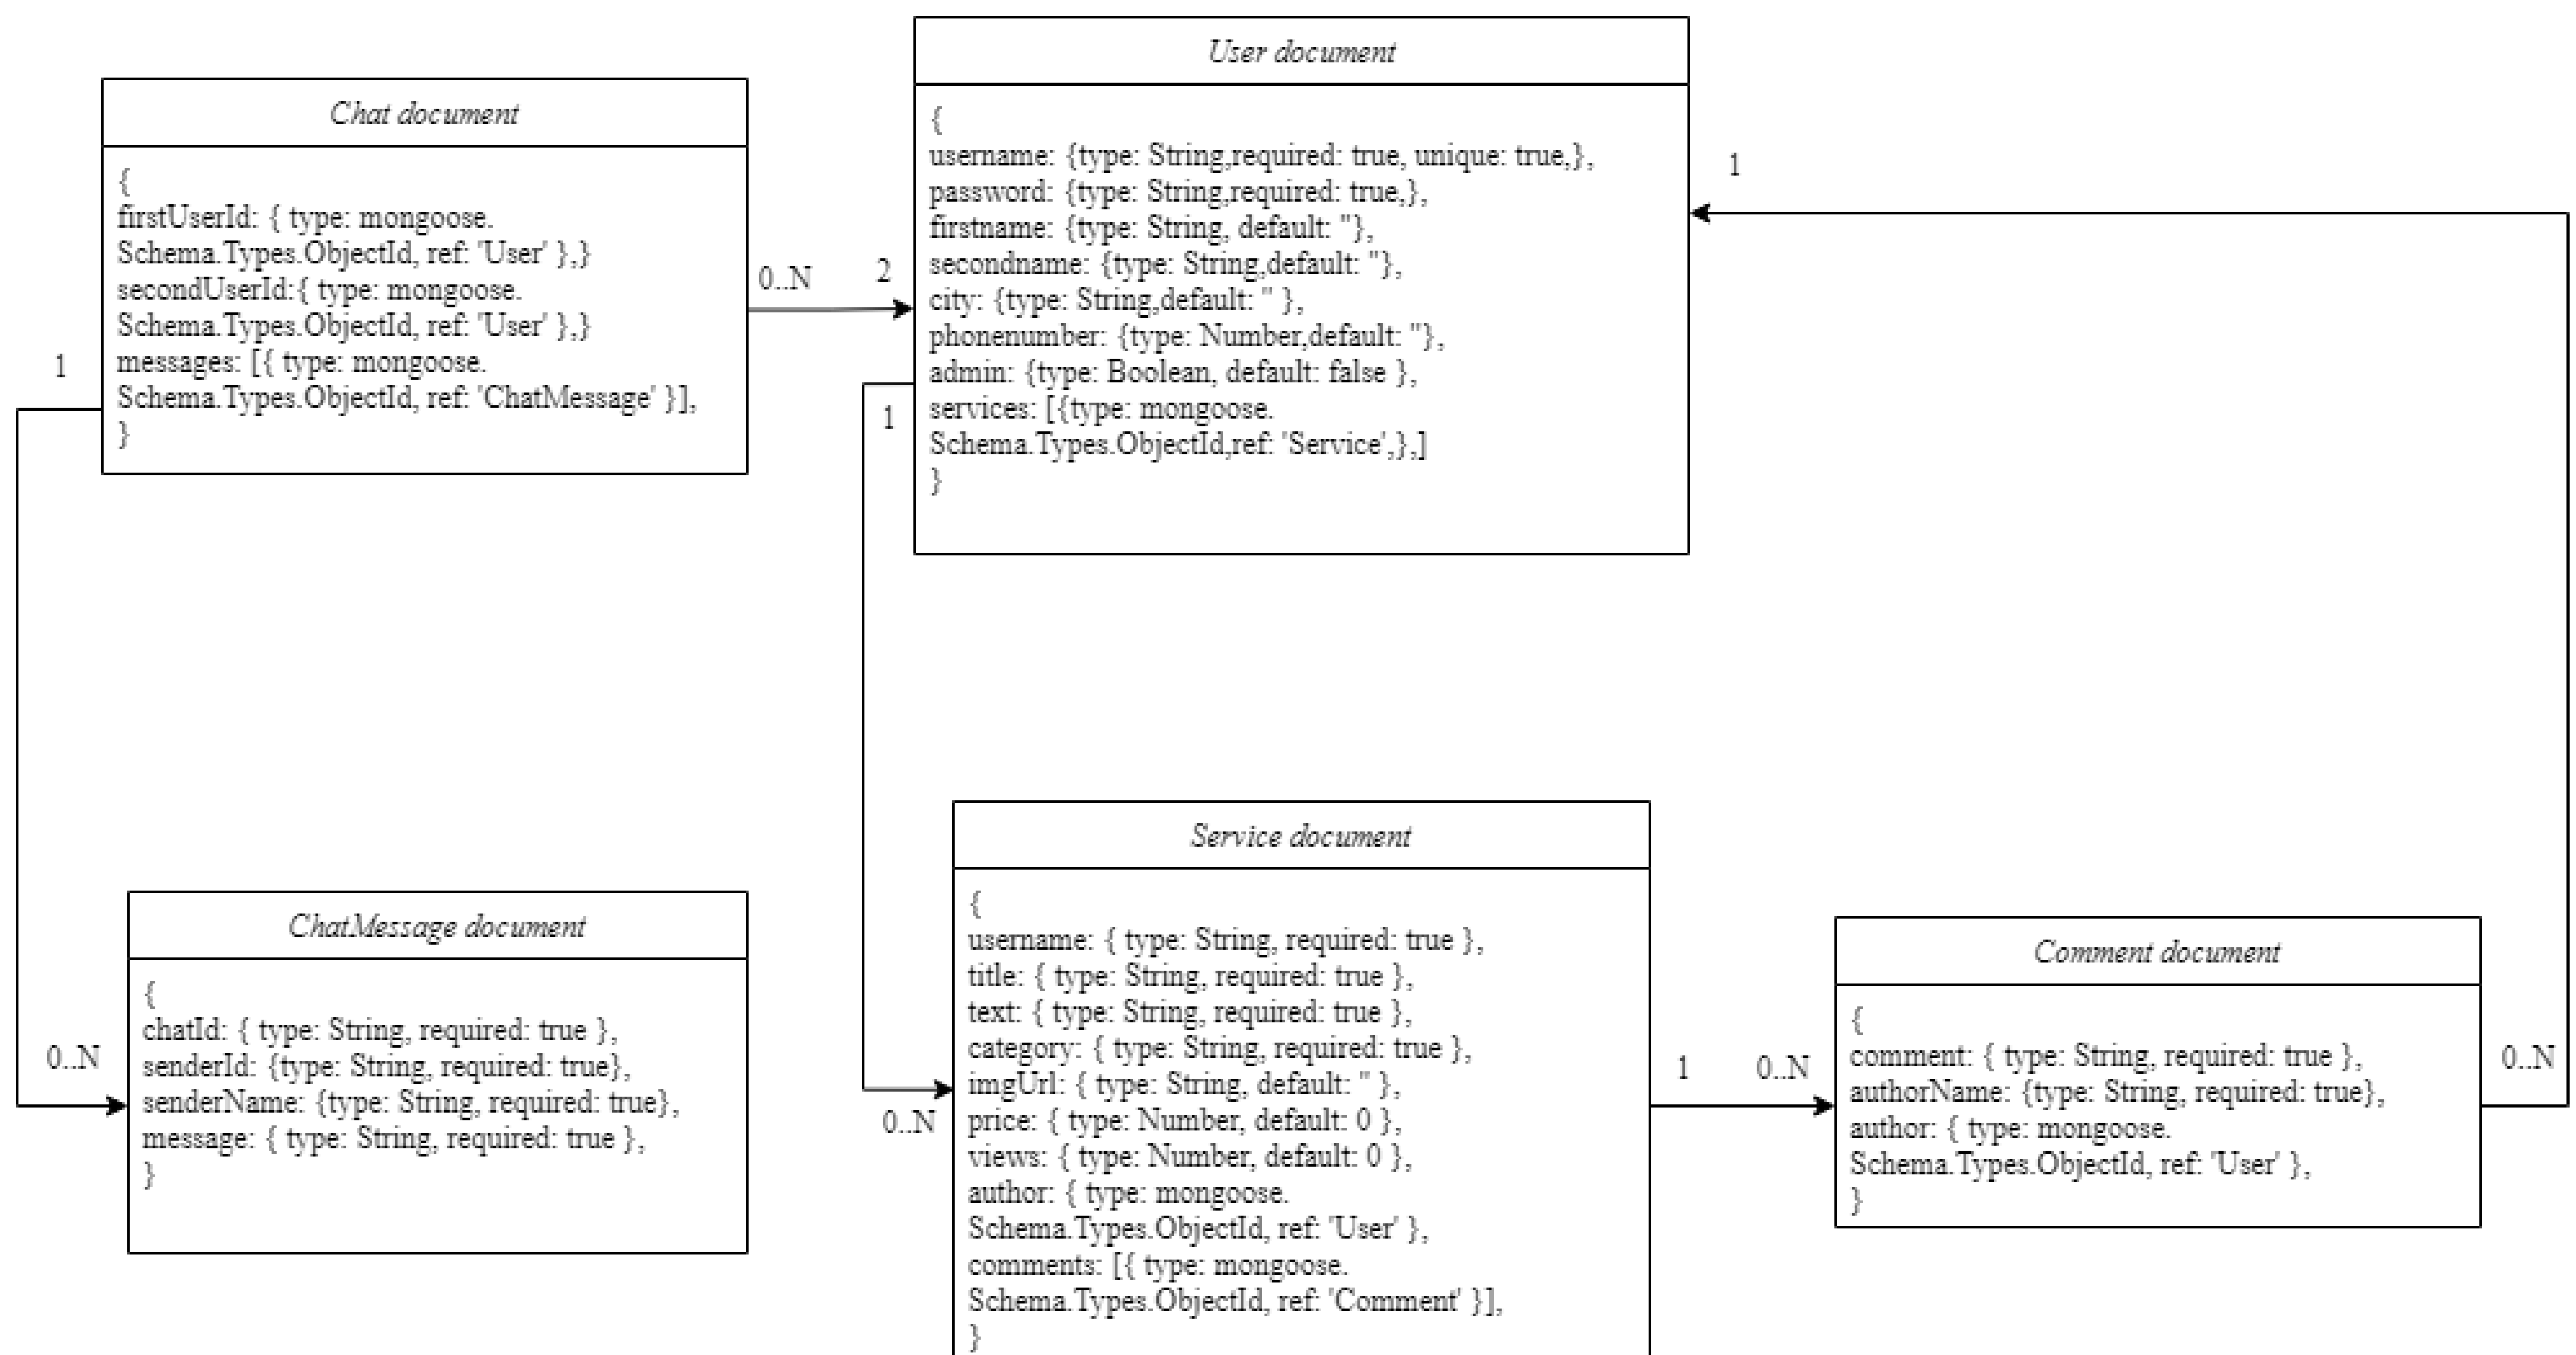 Chat document
{
firstUserId: { type: mongoose.
Schema.Types.ObjectId, ref: 'User' },}
secondUserId:{ type: mongoose.
Schema.Types.ObjectId, ref: 'User' },}
messages: [{ type: mongoose.
Schema.Types.ObjectId, ref: 'ChatMessage' }],
}
0..N
2
1
User document
{
username: {type: String,required: true, unique: true,},
password: {type: String,required: true,},
firstname: {type: String, default: ''},
secondname: {type: String,default: ''},
city: {type: String,default: '' },
phonenumber: {type: Number,default: ''},
admin: {type: Boolean, default: false },
services: [{type: mongoose.
Schema.Types.ObjectId,ref: 'Service',},]
}
1
1
ChatMessage document
{
chatId: { type: String, required: true },
senderId: {type: String, required: true},
senderName: {type: String, required: true},
message: { type: String, required: true },
}
0..N
Service document
{
username: { type: String, required: true },
title: { type: String, required: true },
text: { type: String, required: true },
category: { type: String, required: true },
imgUrl: { type: String, default: '' },
price: { type: Number, default: 0 },
views: { type: Number, default: 0 },
author: { type: mongoose.
Schema.Types.ObjectId, ref: 'User' },
comments: [{ type: mongoose.
Schema.Types.ObjectId, ref: 'Comment' }],
}
0..N
1
0..N
Comment document
{
comment: { type: String, required: true },
authorName: {type: String, required: true},
author: { type: mongoose.
Schema.Types.ObjectId, ref: 'User' },
}
0..N